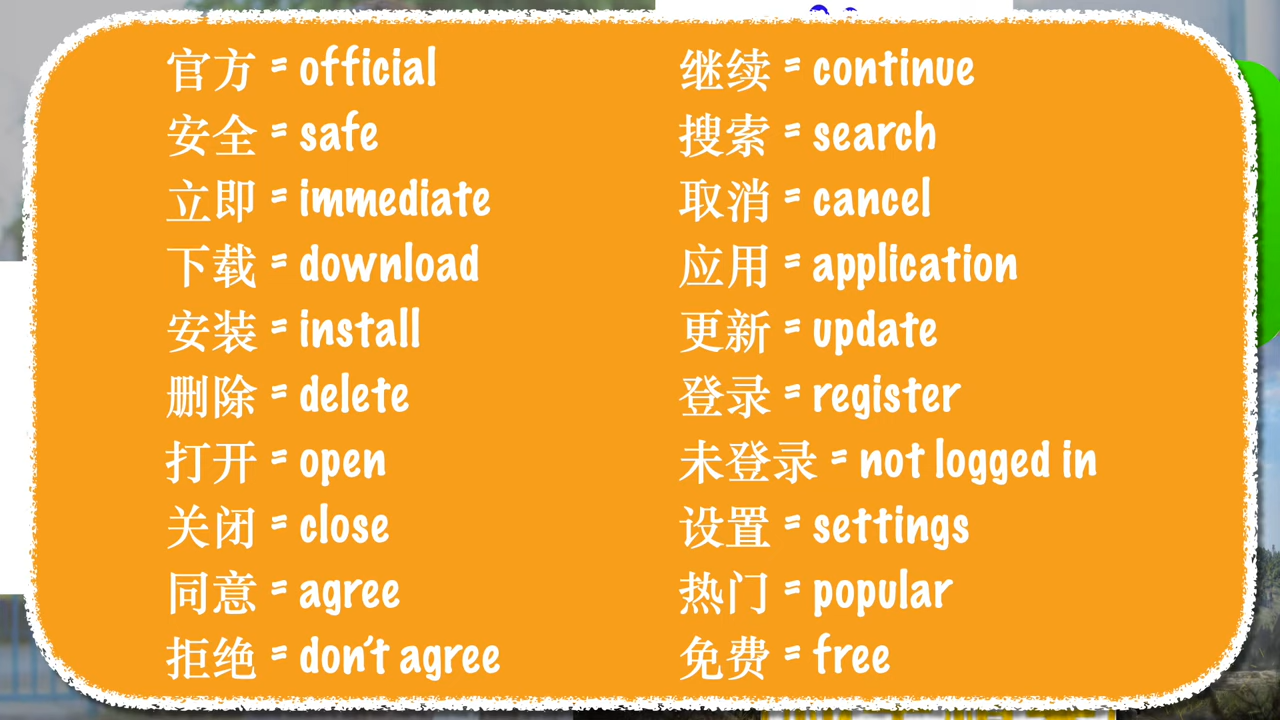 官方 = official
安全 = safe
立即 = immediate
下载 = download
安装 = install
删除 = delete
打开 = open
关闭 = close
同意 = agree
拒绝 = don't agree
继续 = continue
搜索 = search
取消 = cancel
应用 = application
更新 = update
登录 = register
未登录 = not logged in
设置 = settings
热门 = popular
免费 = free